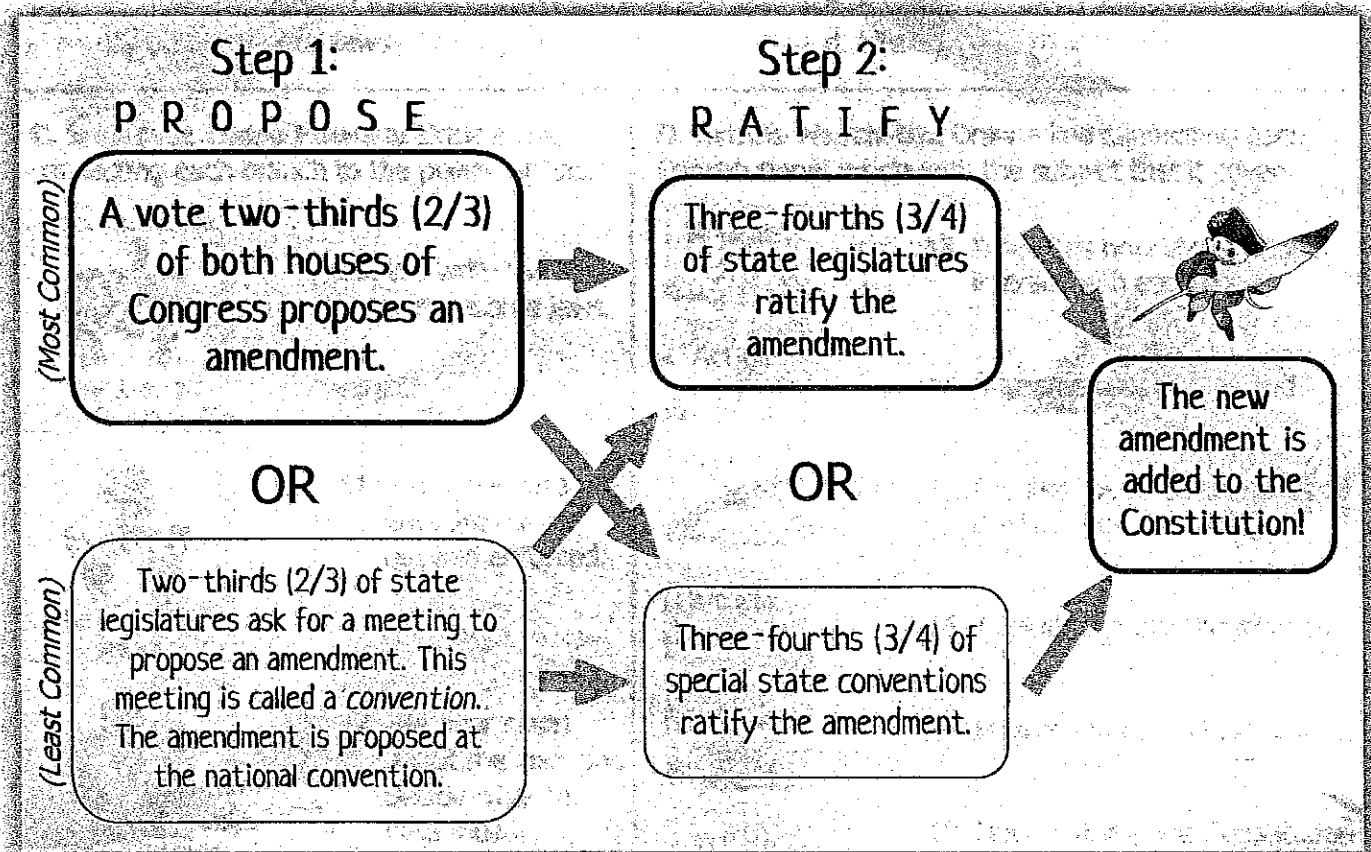 Step 1:
PROPOSE
(Most Common)
A vote two-thirds (2/3)
of both houses of
Congress proposes an
amendment.
OR
(Least Common)
Two-thirds (2/3) of state
legislatures ask for a meeting to
propose an amendment. This
meeting is called a convention.
The amendment is proposed at
the national convention.
Step 2:
RATIFY
Three-fourths (3/4)
of state legislatures
ratify the
amendment.
OR
Three-fourths (3/4) of
special state conventions
ratify the amendment.
The new
amendment is
added to the
Constitution!